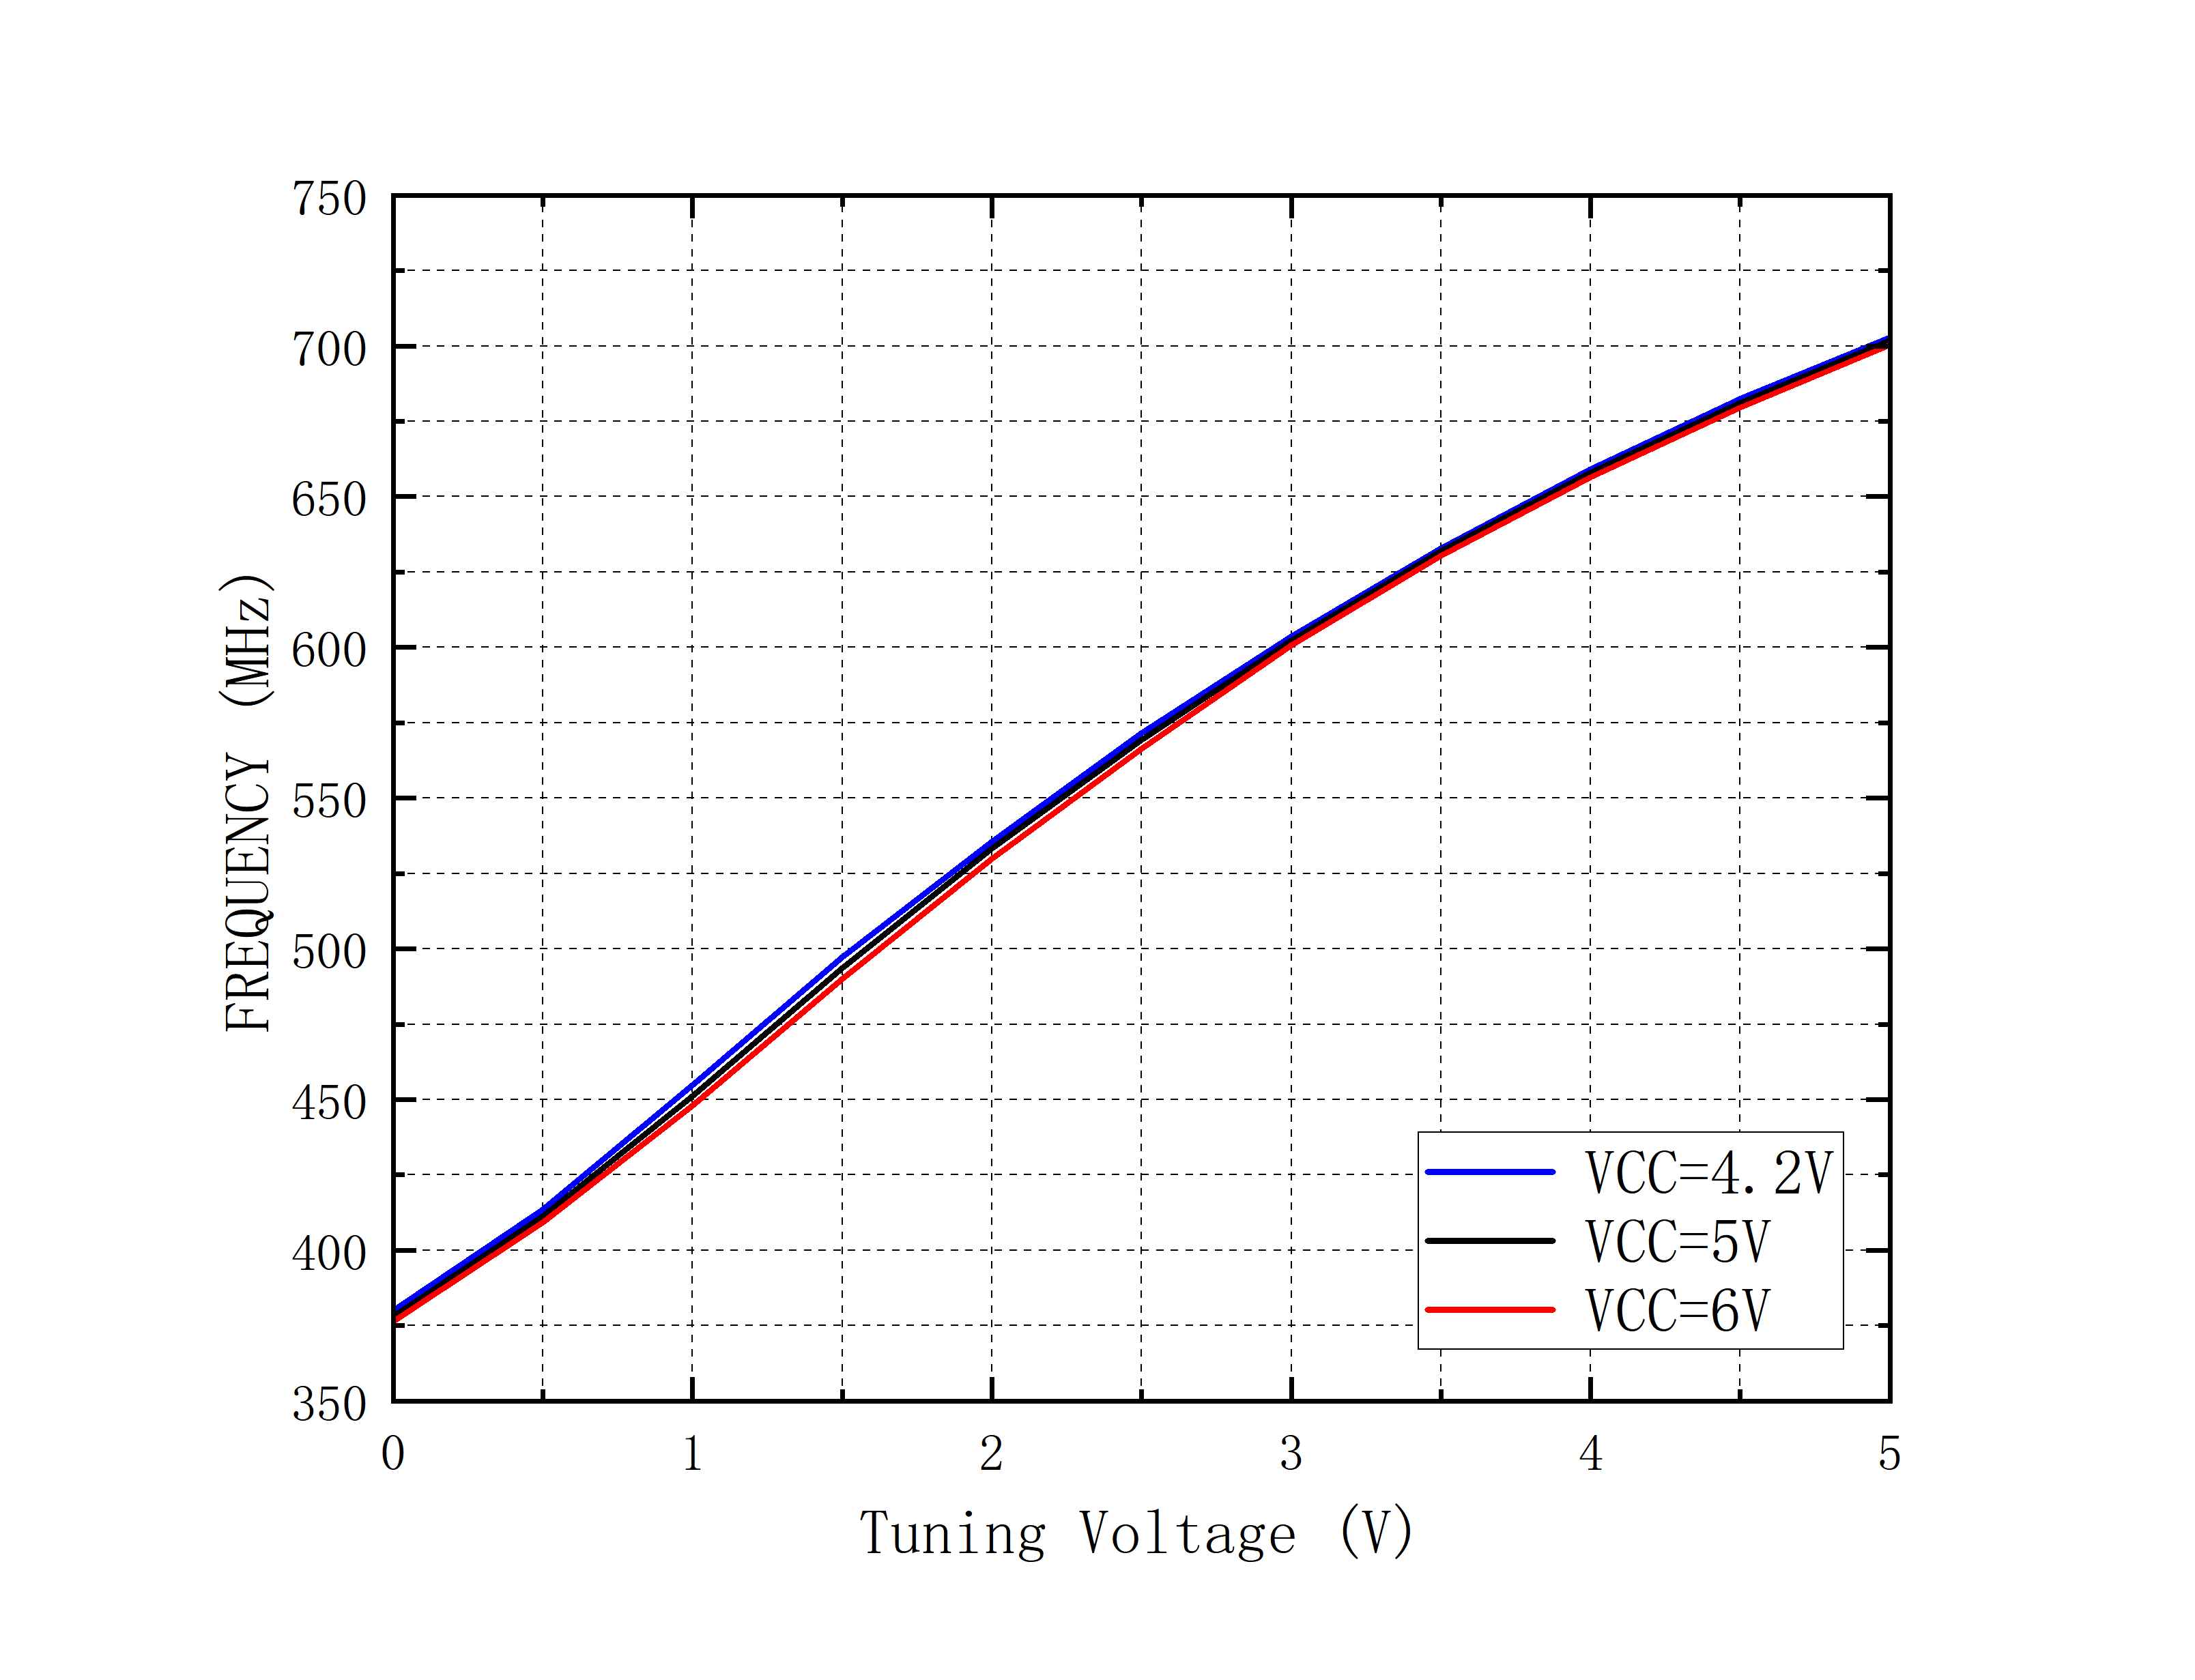 750
700
650
600
550
500
450
400
350
FREQUENCY (MHz)
VCC=4.2V
VCC=5V
VCC=6V
0 1 2 3 4 5
Tuning Voltage (V)